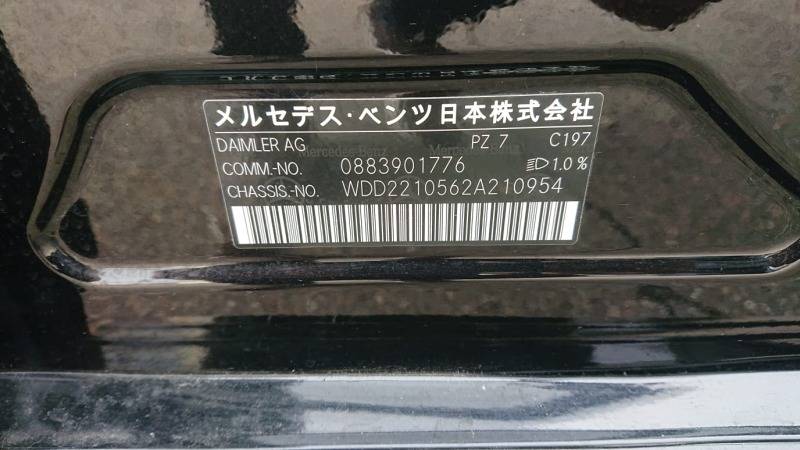 メルセデス・ベンツ日本株式会社
DAIMLER AG PZ 7 C197
COMM.-NO. 0883901776 1.0%
CHASSIS.-NO. WDD2210562A210954